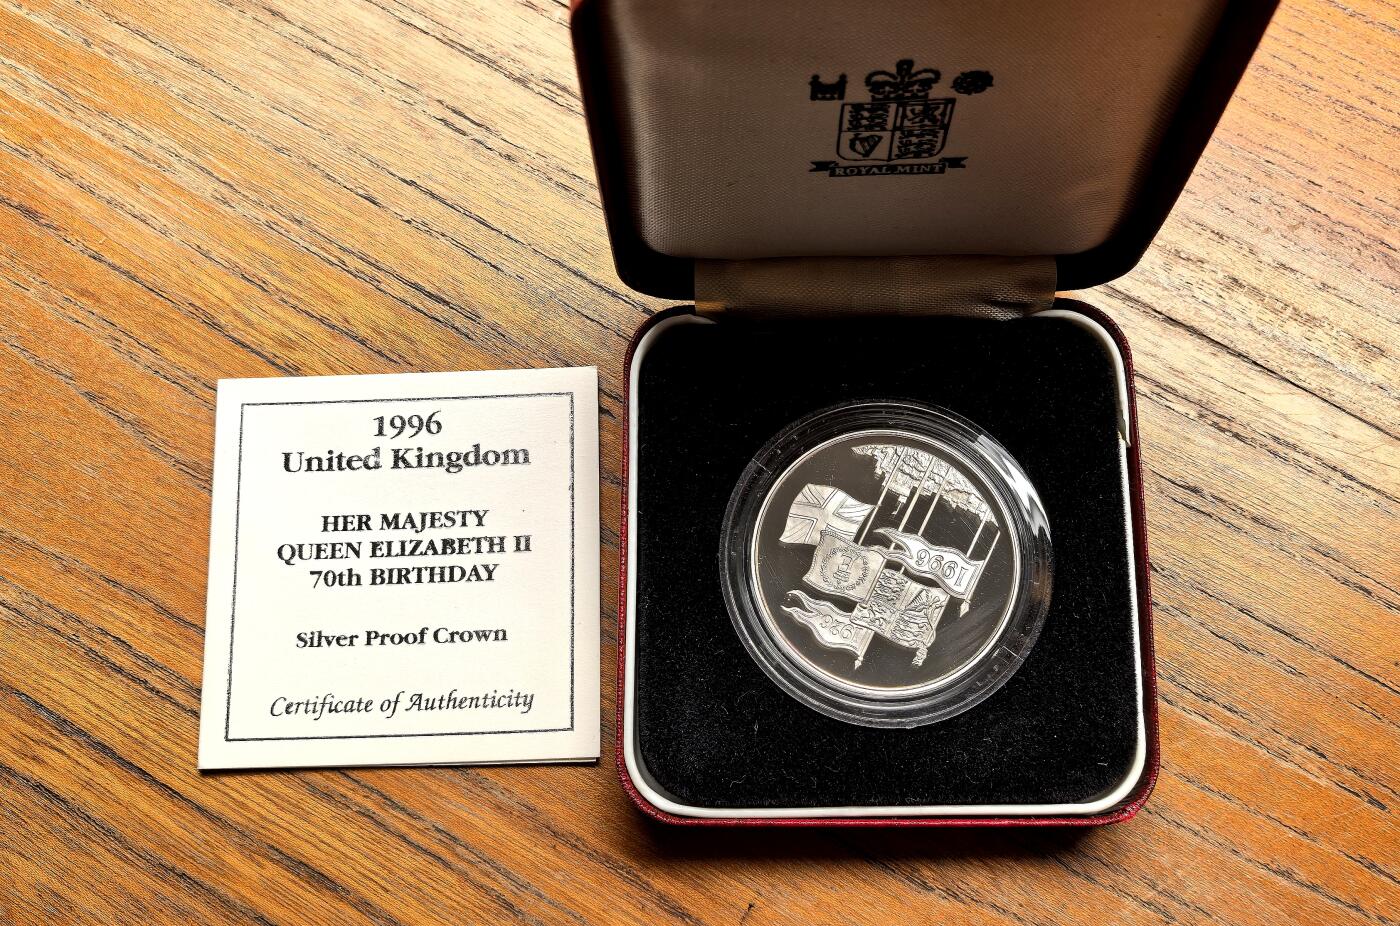 ROYAL MINT
1996
United Kingdom
HER MAJESTY
QUEEN ELIZABETH II
70th BIRTHDAY
Silver Proof Crown
Certificate of Authenticity
1996
1926